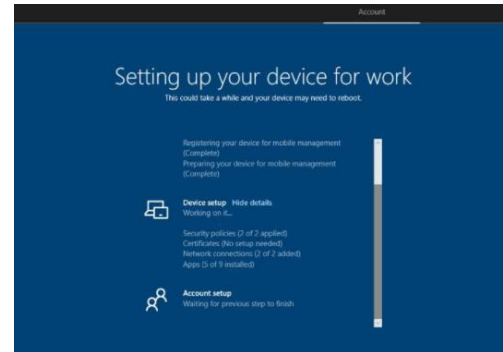 Account
Setting up your device for work
This could take a while and your device may need to reboot.
Registering your device for mobile management
(Complete)
Preparing your device for mobile management
(Complete)
Device setup Hide details
Working on it...
Security policies (2 of 2 applied)
Certificates (No setup needed)
Network connections (2 of 2 added)
Apps (5 of 9 installed)
Account setup
Waiting for previous step to finish